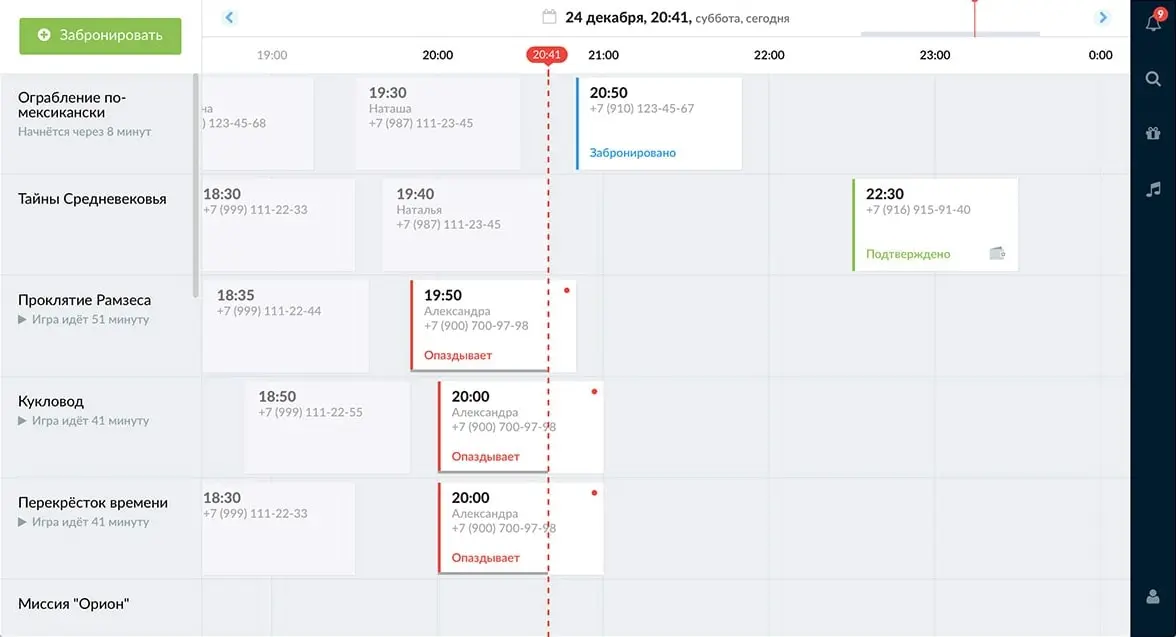 Забронировать
24 декабря, 20:41, суббота, сегодня
9
19:00
20:00
20:41
21:00
22:00
23:00
0:00
Ограбление по-
мексикански
Начнётся через 8 минут
на
) 123-45-68
19:30
Наташа
+7 (987) 111-23-45
20:50
+7 (910) 123-45-67
Забронировано
Тайны Средневековья
18:30
+7 (999) 111-22-33
19:40
Наталья
+7 (987) 111-23-45
22:30
+7 (916) 915-91-40
Подтверждено
Проклятие Рамзеса
Игра идёт 51 минуту
18:35
+7 (999) 111-22-44
19:50
Александра
+7 (900) 700-97-98
Опаздывает
Кукловод
Игра идёт 41 минуту
18:50
+7 (999) 111-22-55
20:00
Александра
+7 (900) 700-97-98
Опаздывает
Перекрёсток времени
Игра идёт 41 минуту
18:30
+7 (999) 111-22-33
20:00
Александра
+7 (900) 700-97-98
Опаздывает
Миссия "Орион"